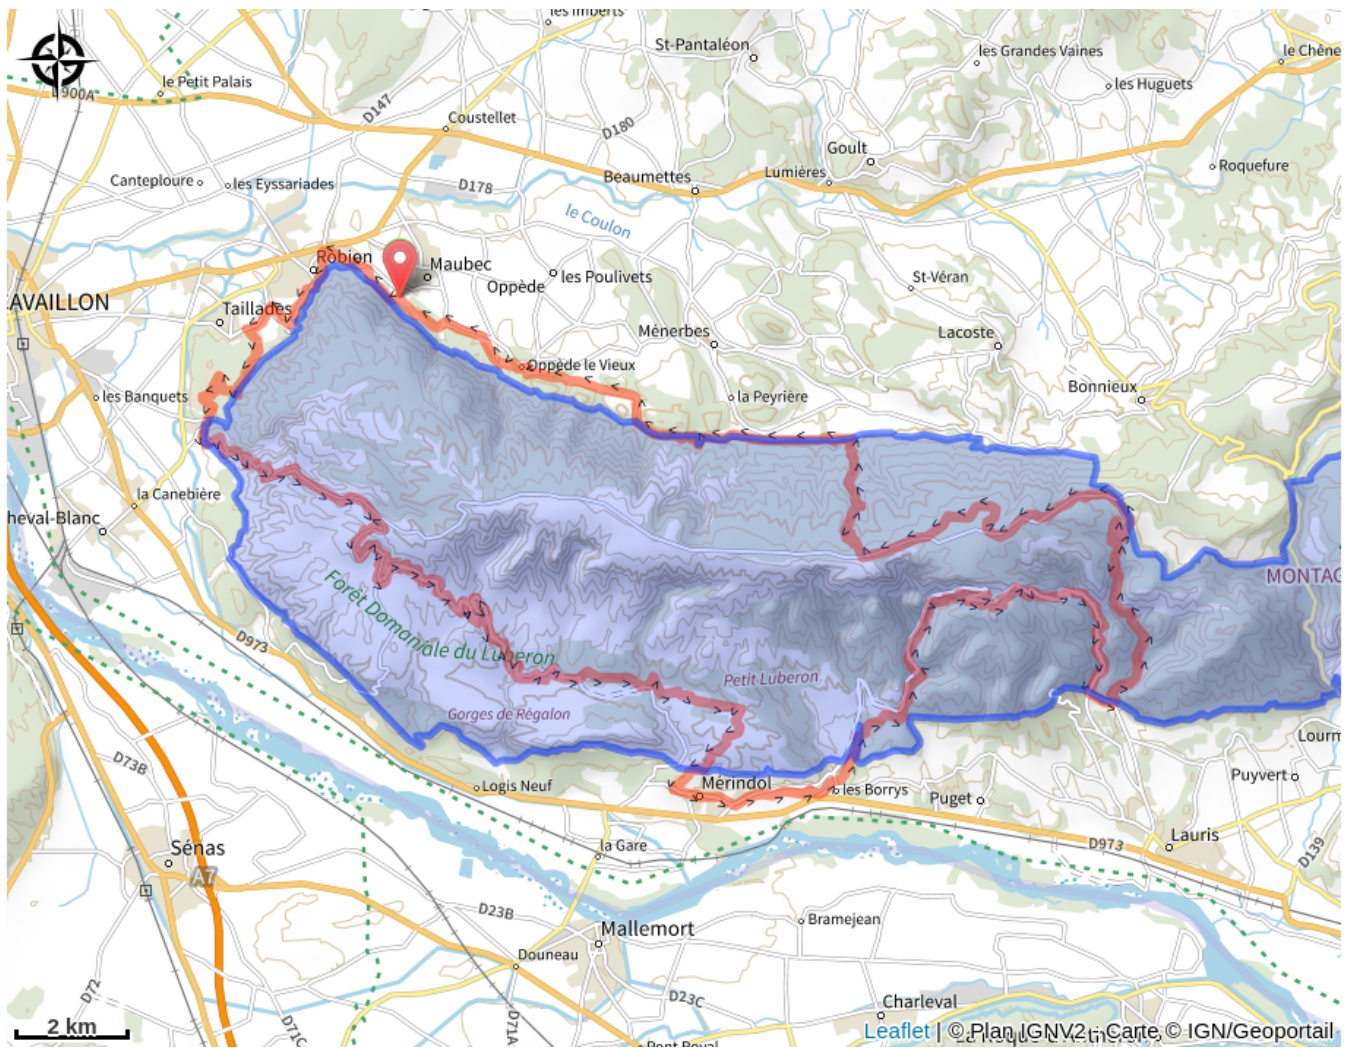 les Imberts
St-Pantaléon
les Grandes Vaines
le Chêne
le Petit Palais
les Huguets
D900A
D147
Coustellet
D180
Goult
Roquefure
Lumières
Canteploure
les Eyssariades
D178
Beaumettes
le Coulon
Robion
Maubec
les Poulivets
St-Véran
Oppède
AVAILLON
Taillades
Ménerbes
Lacoste
Oppède le Vieux
Bonnieux
les Banquets
la Peyrière
la Canebière
heval-Blanc
MONTAG
Forêt Domaniale du Luberon
D973
Petit Luberon
Gorges de Régalon
Lourm
D73B
Puyvert
Logis Neuf
Mérindol
les Borrys
Puget
Lauris
Sénas
la Gare
D973
D139
A7
D23B
Bramejean
Mallemort
Douneau
D72
D23C
Charleval
D71C
D71A
2 km
Leaflet | © Plan IGNV2 - Carte © IGN/Geoportail
Pont Royal